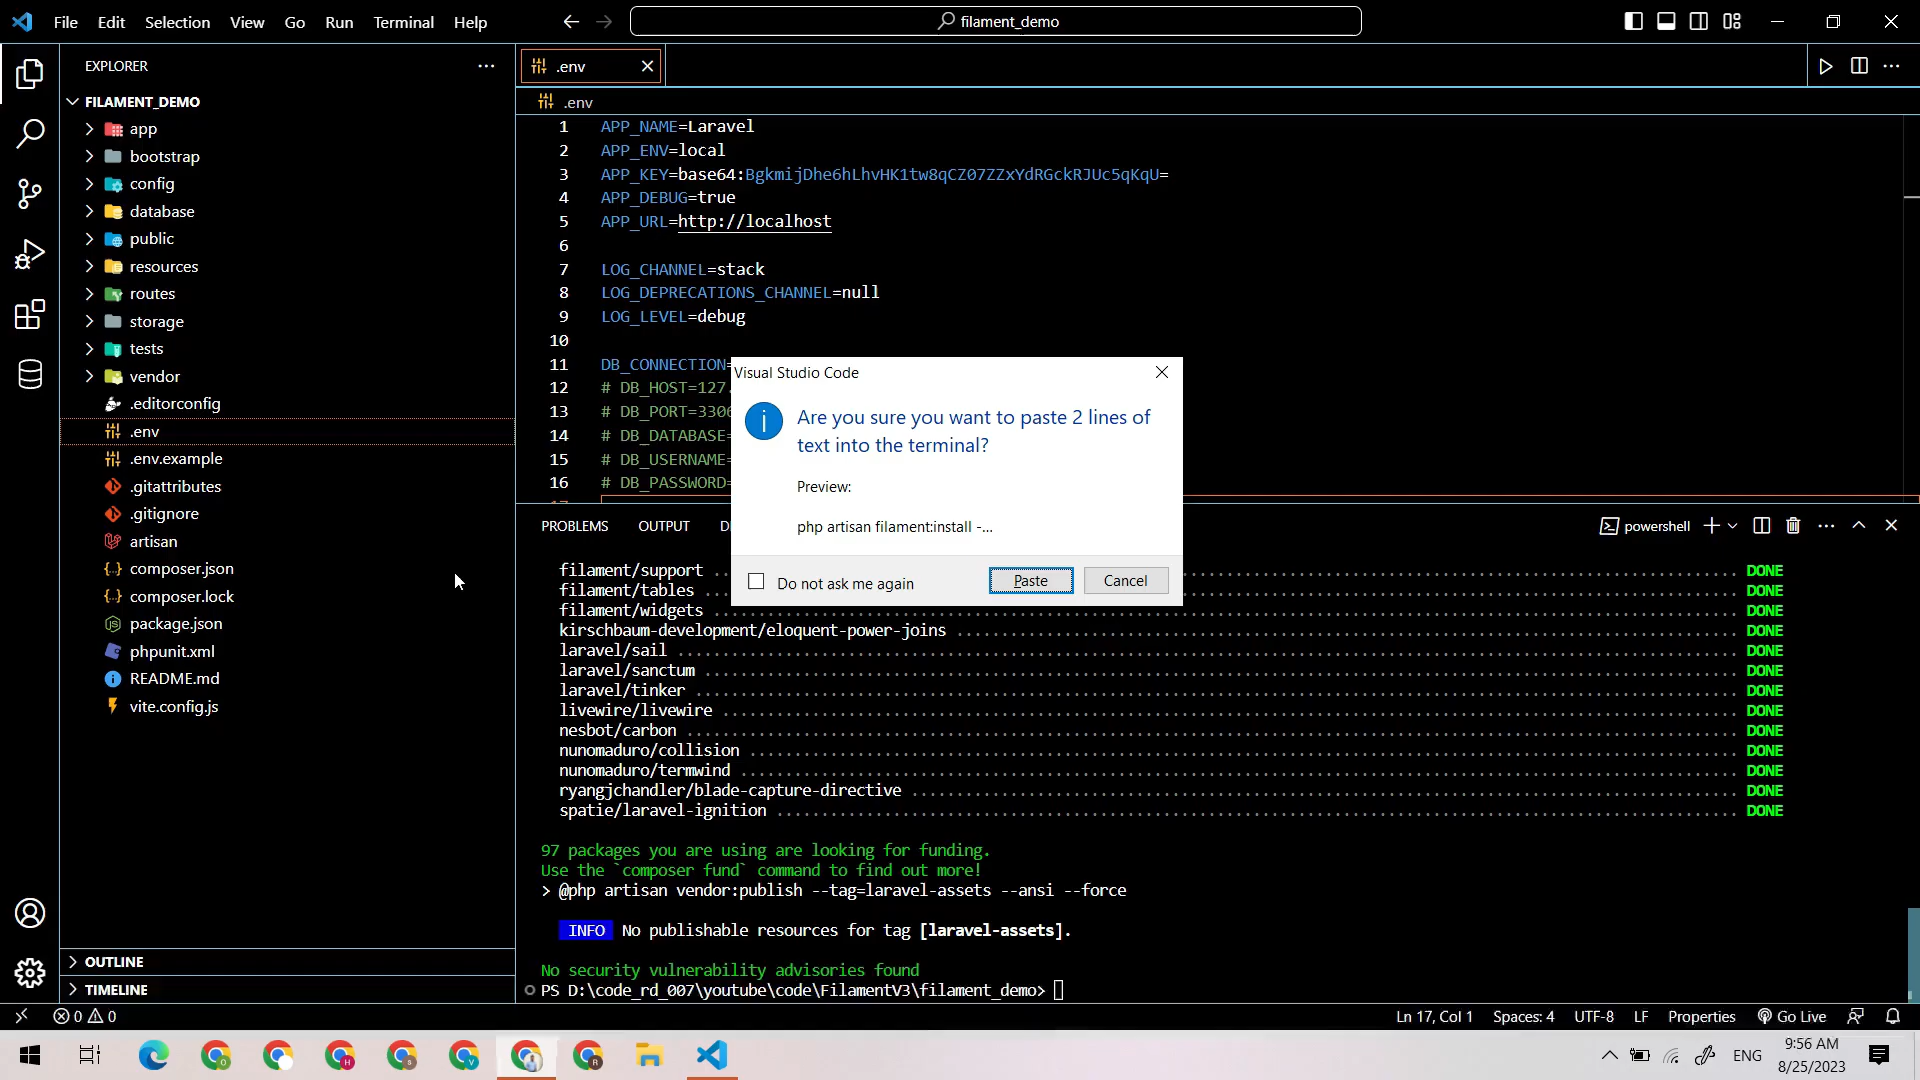 File Edit Selection View Go Run Terminal Help
filament_demo
EXPLORER
FILAMENT_DEMO
app
bootstrap
config
database
public
resources
routes
storage
tests
vendor
.editorconfig
.env
.env.example
.gitattributes
.gitignore
artisan
composer.json
composer.lock
package.json
phpunit.xml
README.md
vite.config.js
OUTLINE
TIMELINE
.env
.env
1 APP_NAME=Laravel
2 APP_ENV=local
3 APP_KEY=base64:BgkmijDhe6hLhvHK1tw8qCZ07ZZxYdRGckRJUc5qKqU=
4 APP_DEBUG=true
5 APP_URL=http://localhost
6
7 LOG_CHANNEL=stack
8 LOG_DEPRECATIONS_CHANNEL=null
9 LOG_LEVEL=debug
10
11 DB_CONNECTION=
12 # DB_HOST=127.
13 # DB_PORT=3306
14 # DB_DATABASE=
15 # DB_USERNAME=
16 # DB_PASSWORD=
Visual Studio Code
Are you sure you want to paste 2 lines of
text into the terminal?
Preview:
php artisan filament:install -...
Do not ask me again
Paste
Cancel
PROBLEMS OUTPUT
powershell
filament/support DONE
filament/tables DONE
filament/widgets DONE
kirschbaum-development/eloquent-power-joins DONE
laravel/sail DONE
laravel/sanctum DONE
laravel/tinker DONE
livewire/livewire DONE
nesbot/carbon DONE
nunomaduro/collision DONE
nunomaduro/termwind DONE
ryangjchandler/blade-capture-directive DONE
spatie/laravel-ignition DONE
97 packages you are using are looking for funding.
Use the `composer fund` command to find out more!
> @php artisan vendor:publish --tag=laravel-assets --ansi --force
INFO No publishable resources for tag [laravel-assets].
No security vulnerability advisories found
PS D:\code_rd_007\youtube\code\FilamentV3\filament_demo>
0 0
Ln 17, Col 1 Spaces: 4 UTF-8 LF Properties Go Live
ENG
9:56 AM
8/25/2023